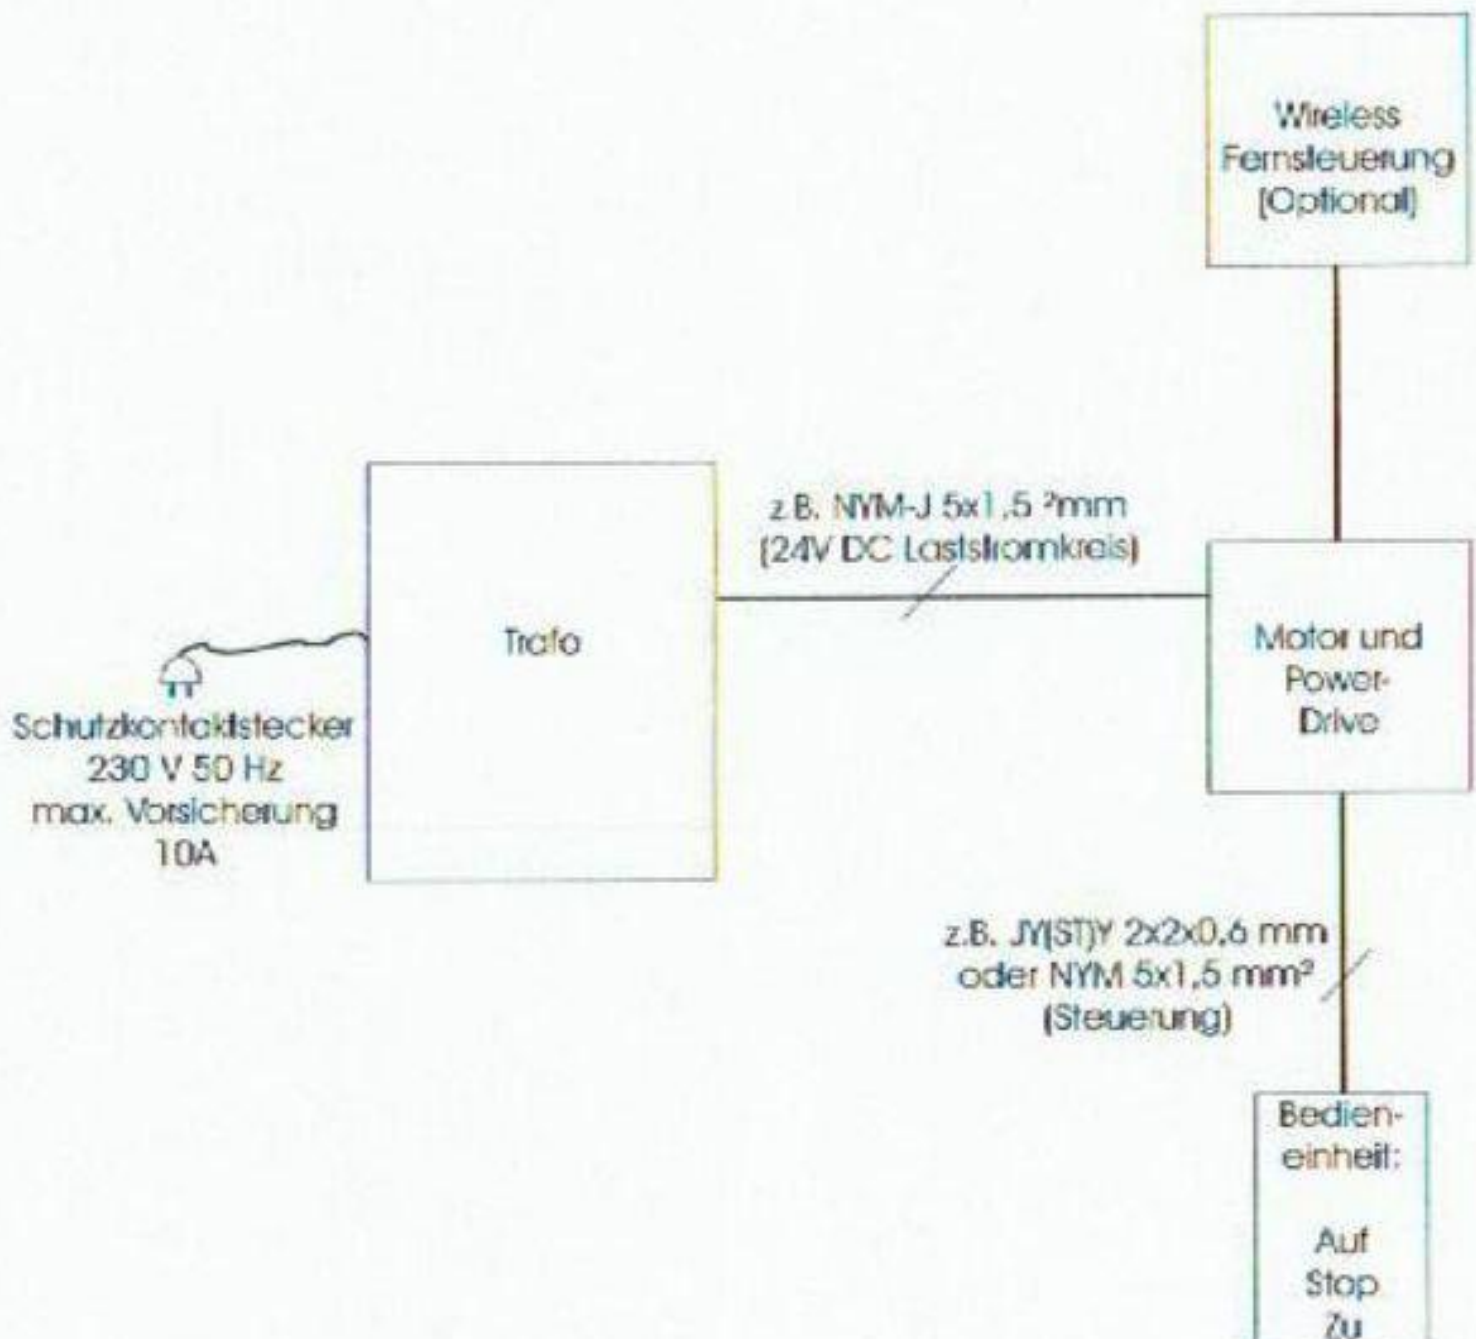 Wireless
Fernsteuerung
(Optional)
z.B. NYM-J 5x1,5 ²mm
(24V DC Laststromkreis)
Trafo
Motor und
Power-
Drive
Schutzkontaktstecker
230 V 50 Hz
max. Vorsicherung
10A
z.B. JY(ST)Y 2x2x0,6 mm
oder NYM 5x1,5 mm²
(Steuerung)
Bedien-
einheit:
Auf
Stop
Zu